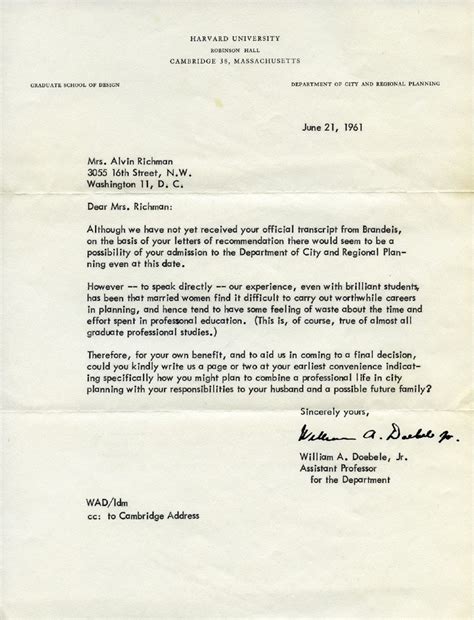 HARVARD UNIVERSITY
ROBINSON HALL
CAMBRIDGE 38, MASSACHUSETTS
GRADUATE SCHOOL OF DESIGN
DEPARTMENT OF CITY AND REGIONAL PLANNING
June 21, 1961
Mrs. Alvin Richman
3055 16th Street, N.W.
Washington 11, D. C.
Dear Mrs. Richman:
Although we have not yet received your official transcript from Brandeis,
on the basis of your letters of recommendation there would seem to be a
possibility of your admission to the Department of City and Regional Plan-
ning even at this date.
However -- to speak directly -- our experience, even with brilliant students,
has been that married women find it difficult to carry out worthwhile careers
in planning, and hence tend to have some feeling of waste about the time and
effort spent in professional education. (This is, of course, true of almost all
graduate professional studies.)
Therefore, for your own benefit, and to aid us in coming to a final decision,
could you kindly write us a page or two at your earliest convenience indicat-
ing specifically how you might plan to combine a professional life in city
planning with your responsibilities to your husband and a possible future family?
Sincerely yours,
William A. Doebele Jr.
William A. Doebele, Jr.
Assistant Professor
for the Department
WAD/ldm
cc: to Cambridge Address